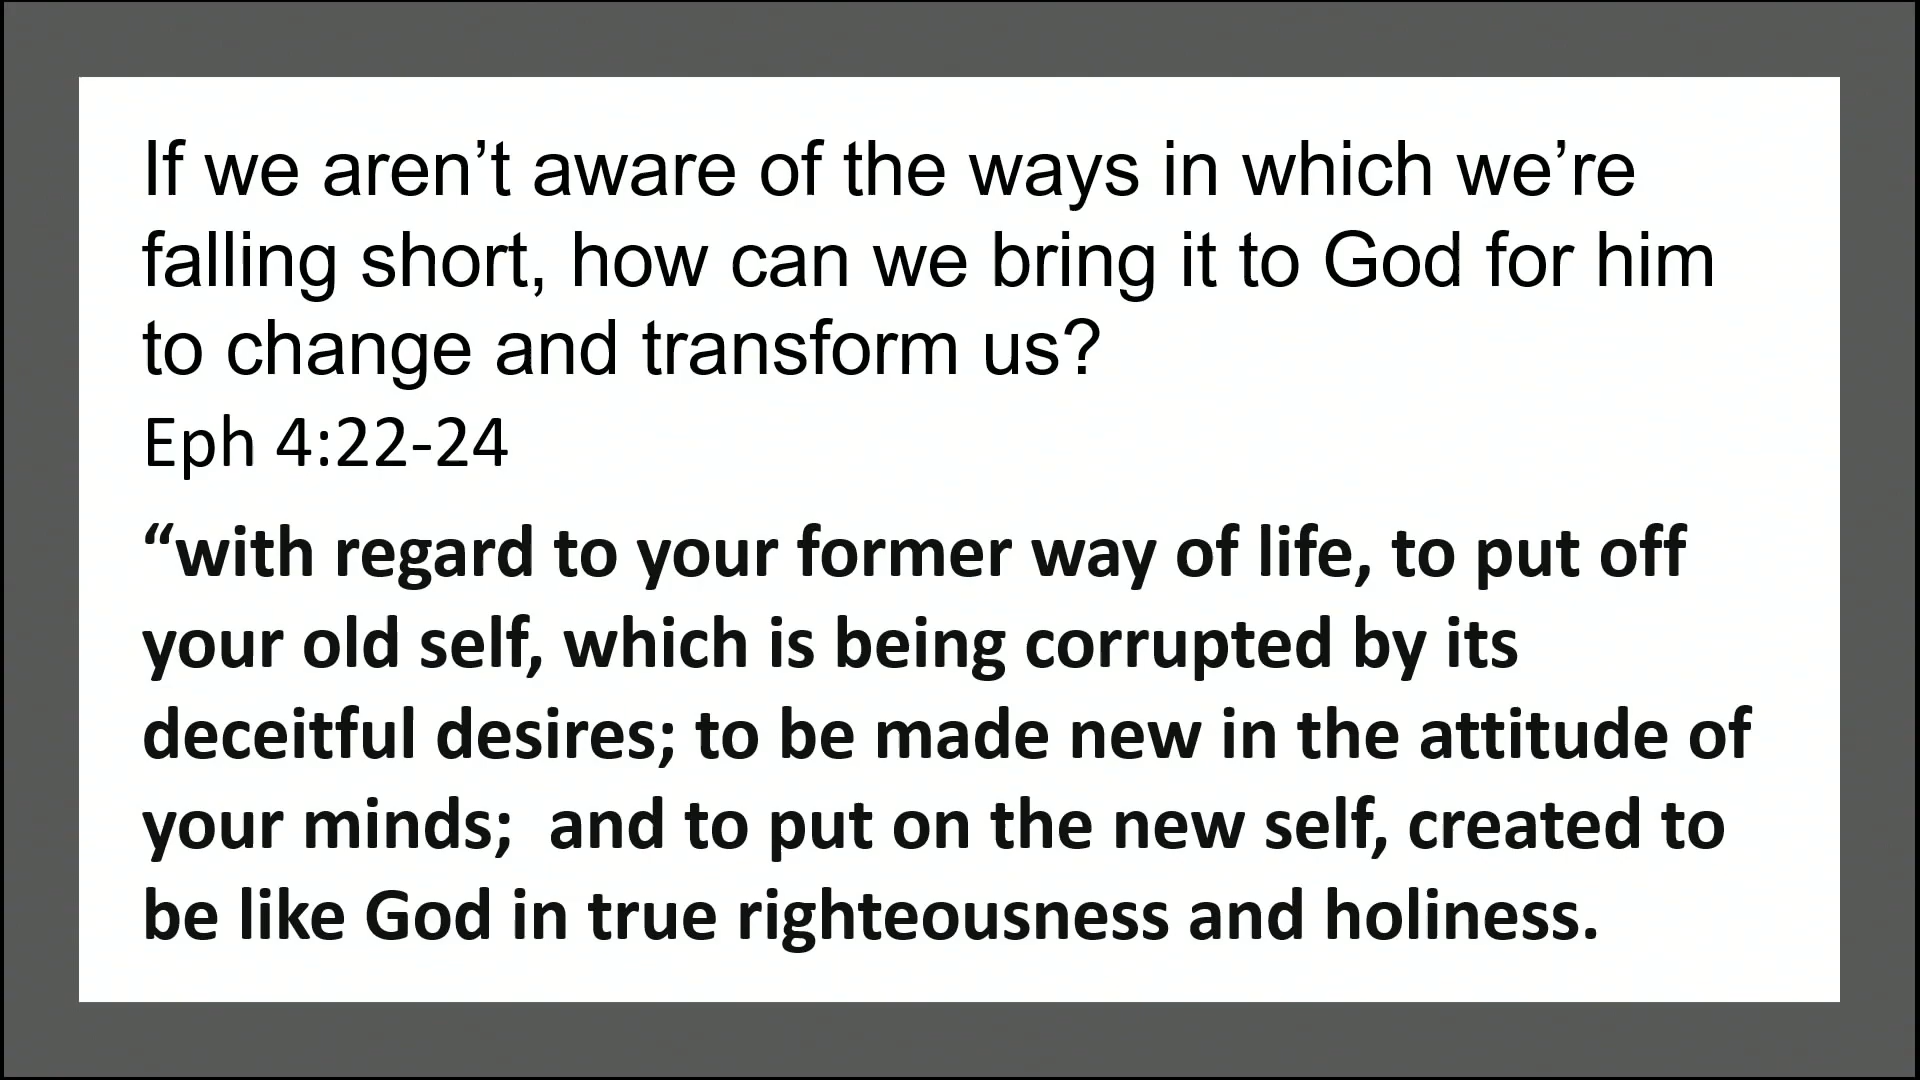 If we aren’t aware of the ways in which we’re
falling short, how can we bring it to God for him
to change and transform us?
Eph 4:22-24
“with regard to your former way of life, to put off
your old self, which is being corrupted by its
deceitful desires; to be made new in the attitude of
your minds;  and to put on the new self, created to
be like God in true righteousness and holiness.